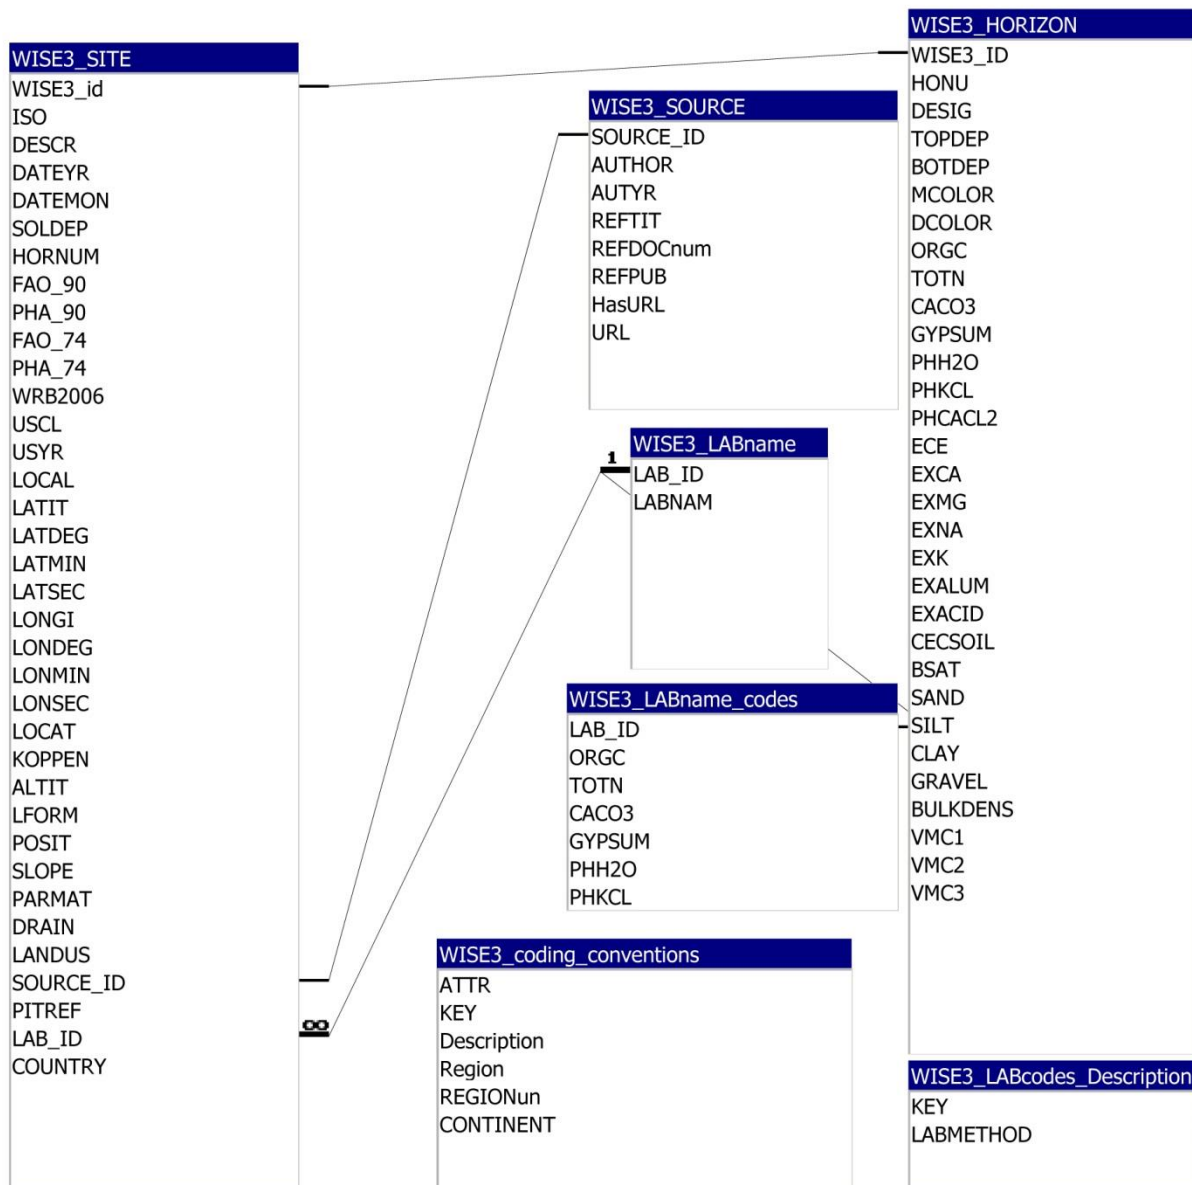 WISE3_SITE
WISE3_id
ISO
DESCR
DATEYR
DATEMON
SOLDEP
HORNUM
FAO_90
PHA_90
FAO_74
PHA_74
WRB2006
USCL
USYR
LOCAL
LATIT
LATDEG
LATMIN
LATSEC
LONGI
LONDEG
LONMIN
LONSEC
LOCAT
KOPPEN
ALTIT
LFORM
POSIT
SLOPE
PARMAT
DRAIN
LANDUS
SOURCE_ID
PITREF
LAB_ID
COUNTRY
∞
WISE3_SOURCE
SOURCE_ID
AUTHOR
AUTYR
REFTIT
REFDOCnum
REFPUB
HasURL
URL
1
WISE3_LABname
LAB_ID
LABNAM
WISE3_LABname_codes
LAB_ID
ORGC
TOTN
CACO3
GYPSUM
PHH2O
PHKCL
WISE3_coding_conventions
ATTR
KEY
Description
Region
REGIONun
CONTINENT
WISE3_HORIZON
WISE3_ID
HONU
DESIG
TOPDEP
BOTDEP
MCOLOR
DCOLOR
ORGC
TOTN
CACO3
GYPSUM
PHH2O
PHKCL
PHCACL2
ECE
EXCA
EXMG
EXNA
EXK
EXALUM
EXACID
CECSOIL
BSAT
SAND
SILT
CLAY
GRAVEL
BULKDENS
VMC1
VMC2
VMC3
WISE3_LABcodes_Description
KEY
LABMETHOD